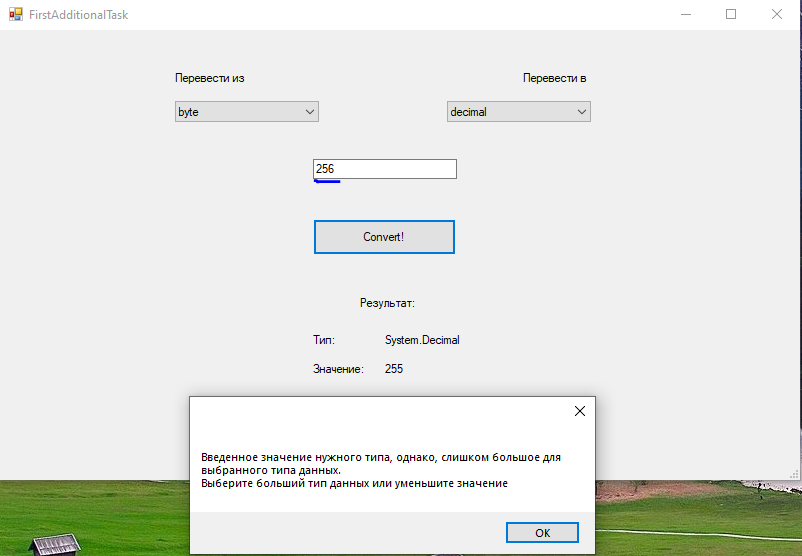 FirstAdditionalTask
Перевести из
Перевести в
byte
decimal
256
Convert!
Результат:
Тип:
System.Decimal
Значение:
255
Введенное значение нужного типа, однако, слишком большое для
выбранного типа данных.
Выберите больший тип данных или уменьшите значение
OK